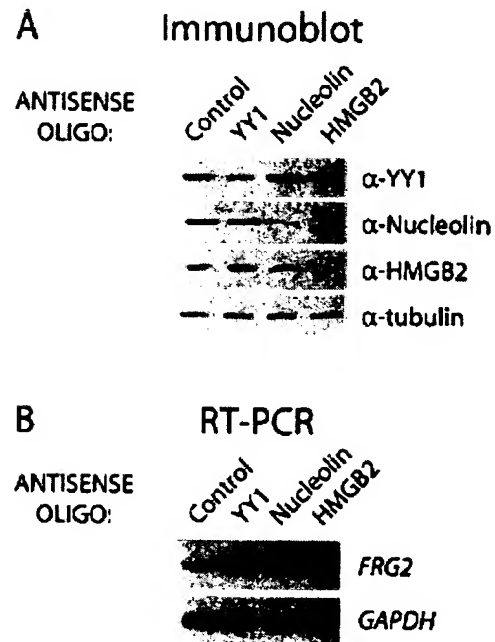 A Immunoblot
ANTISENSE OLIGO:
Control YY1 Nucleolin HMGB2
α-YY1
α-Nucleolin
α-HMGB2
α-tubulin
B RT-PCR
ANTISENSE OLIGO:
Control YY1 Nucleolin HMGB2
FRG2
GAPDH